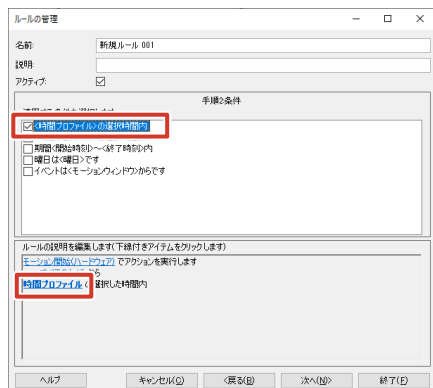 ルールの管理
名前:
新規ルール 001
説明:
アクティブ:
手順2条件
<時間プロファイル>の選択時間内
期間<開始時刻>～<終了時刻>内
曜日は<曜日>です
イベントは<モーションウィンドウ>からです
ルールの説明を編集します(下線付きアイテムをクリックします)
モーション開始(ハードウェア) でアクションを実行します
から
時間プロファイル の選択した時間内
ヘルプ
キャンセル(C)
<戻る(B)
次へ(N)>
終了(F)